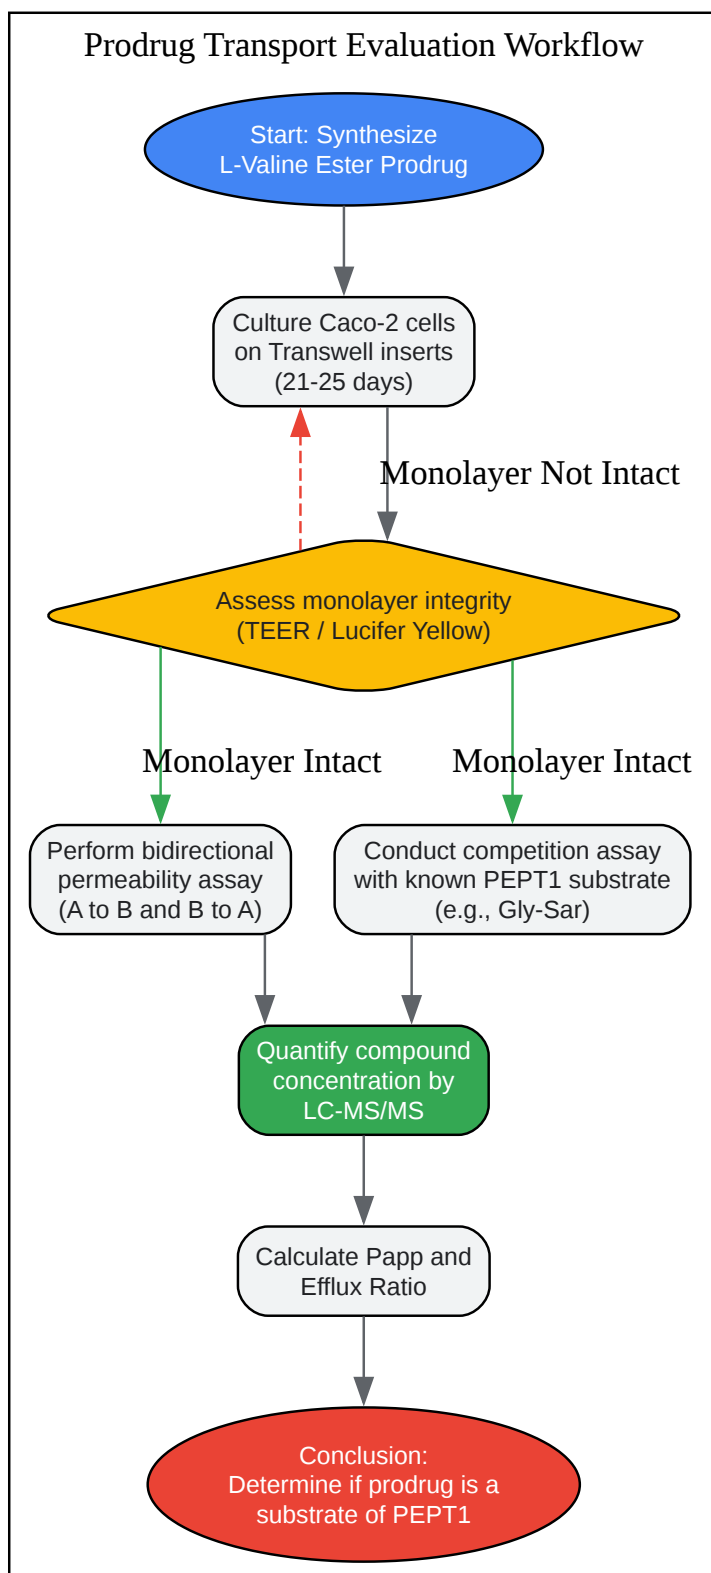 Prodrug Transport Evaluation Workflow
Start: Synthesize
L-Valine Ester Prodrug
Culture Caco-2 cells
on Transwell inserts
(21-25 days)
Monolayer Not Intact
Assess monolayer integrity
(TEER / Lucifer Yellow)
Monolayer Intact
Monolayer Intact
Perform bidirectional
permeability assay
(A to B and B to A)
Conduct competition assay
with known PEPT1 substrate
(e.g., Gly-Sar)
Quantify compound
concentration by
LC-MS/MS
Calculate Papp and
Efflux Ratio
Conclusion:
Determine if prodrug is a
substrate of PEPT1